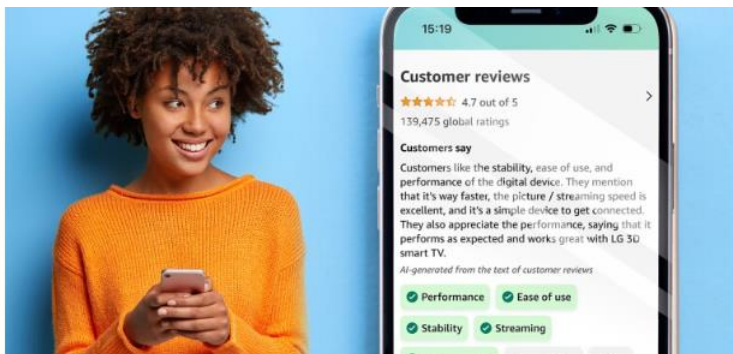 15:19
Customer reviews
4.7 out of 5
139,475 global ratings
Customers say
Customers like the stability, ease of use, and
performance of the digital device. They mention
that it's way faster, the picture / streaming speed is
excellent, and it's a simple device to get connected.
They also appreciate the performance, saying that it
performs as expected and works great with LG 3D
smart TV.
AI-generated from the text of customer reviews
Performance Ease of use
Stability Streaming